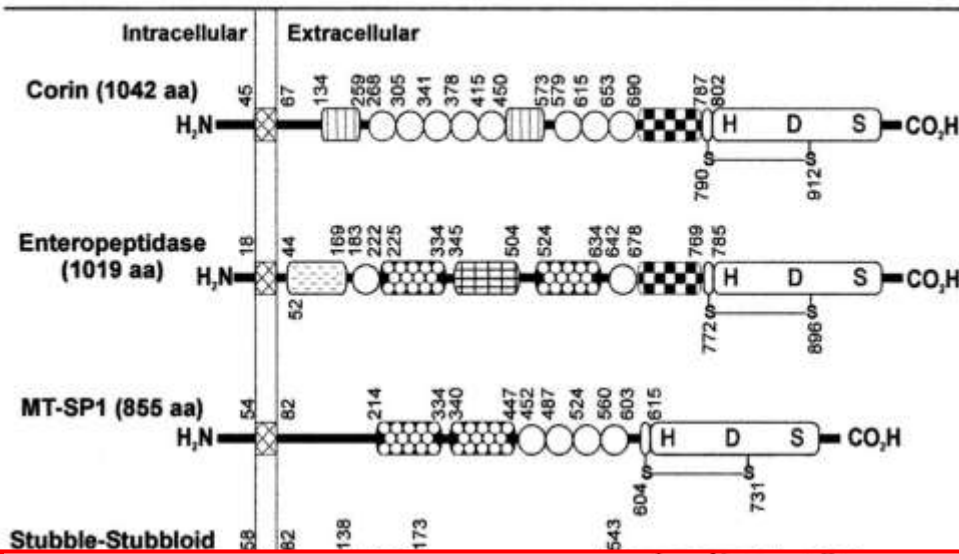 Intracellular Extracellular
Corin (1042 aa)
45 67 134 259 268 305 341 378 415 450 573 579 615 653 690 787 802
H₂N H D S CO₂H
S S
790 912
Enteropeptidase
(1019 aa)
18 44 169 183 222 225 334 345 504 524 634 642 678 769 785
H₂N H D S CO₂H
52 S S
772 896
MT-SP1 (855 aa)
54 82 214 334 340 447 452 487 524 560 603 615
H₂N H D S CO₂H
S S
604 731
Stubble-Stubbloid
58 82 138 173 543